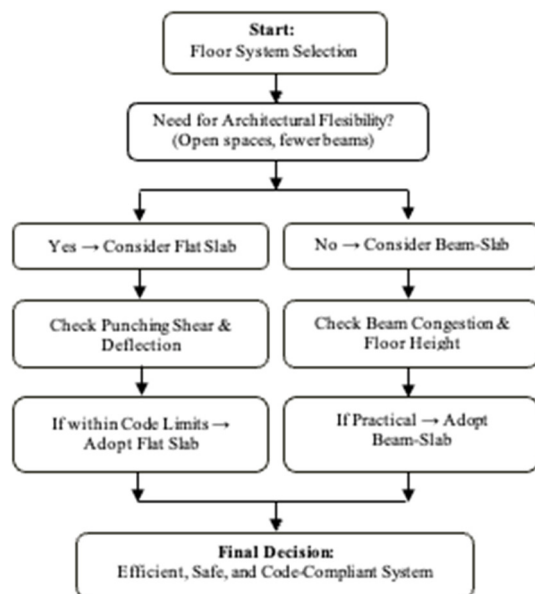 Start:
Floor System Selection
Need for Architectural Flesibility?
(Open spaces, fewer beams)
Yes → Consider Flat Slab
No → Consider Beam-Slab
Check Punching Shear &
Deflection
Check Beam Congestion &
Floor Height
If within Code Limits →
Adopt Flat Slab
If Practical → Adopt
Beam-Slab
Final Decision:
Efficient, Safe, and Code-Compliant System